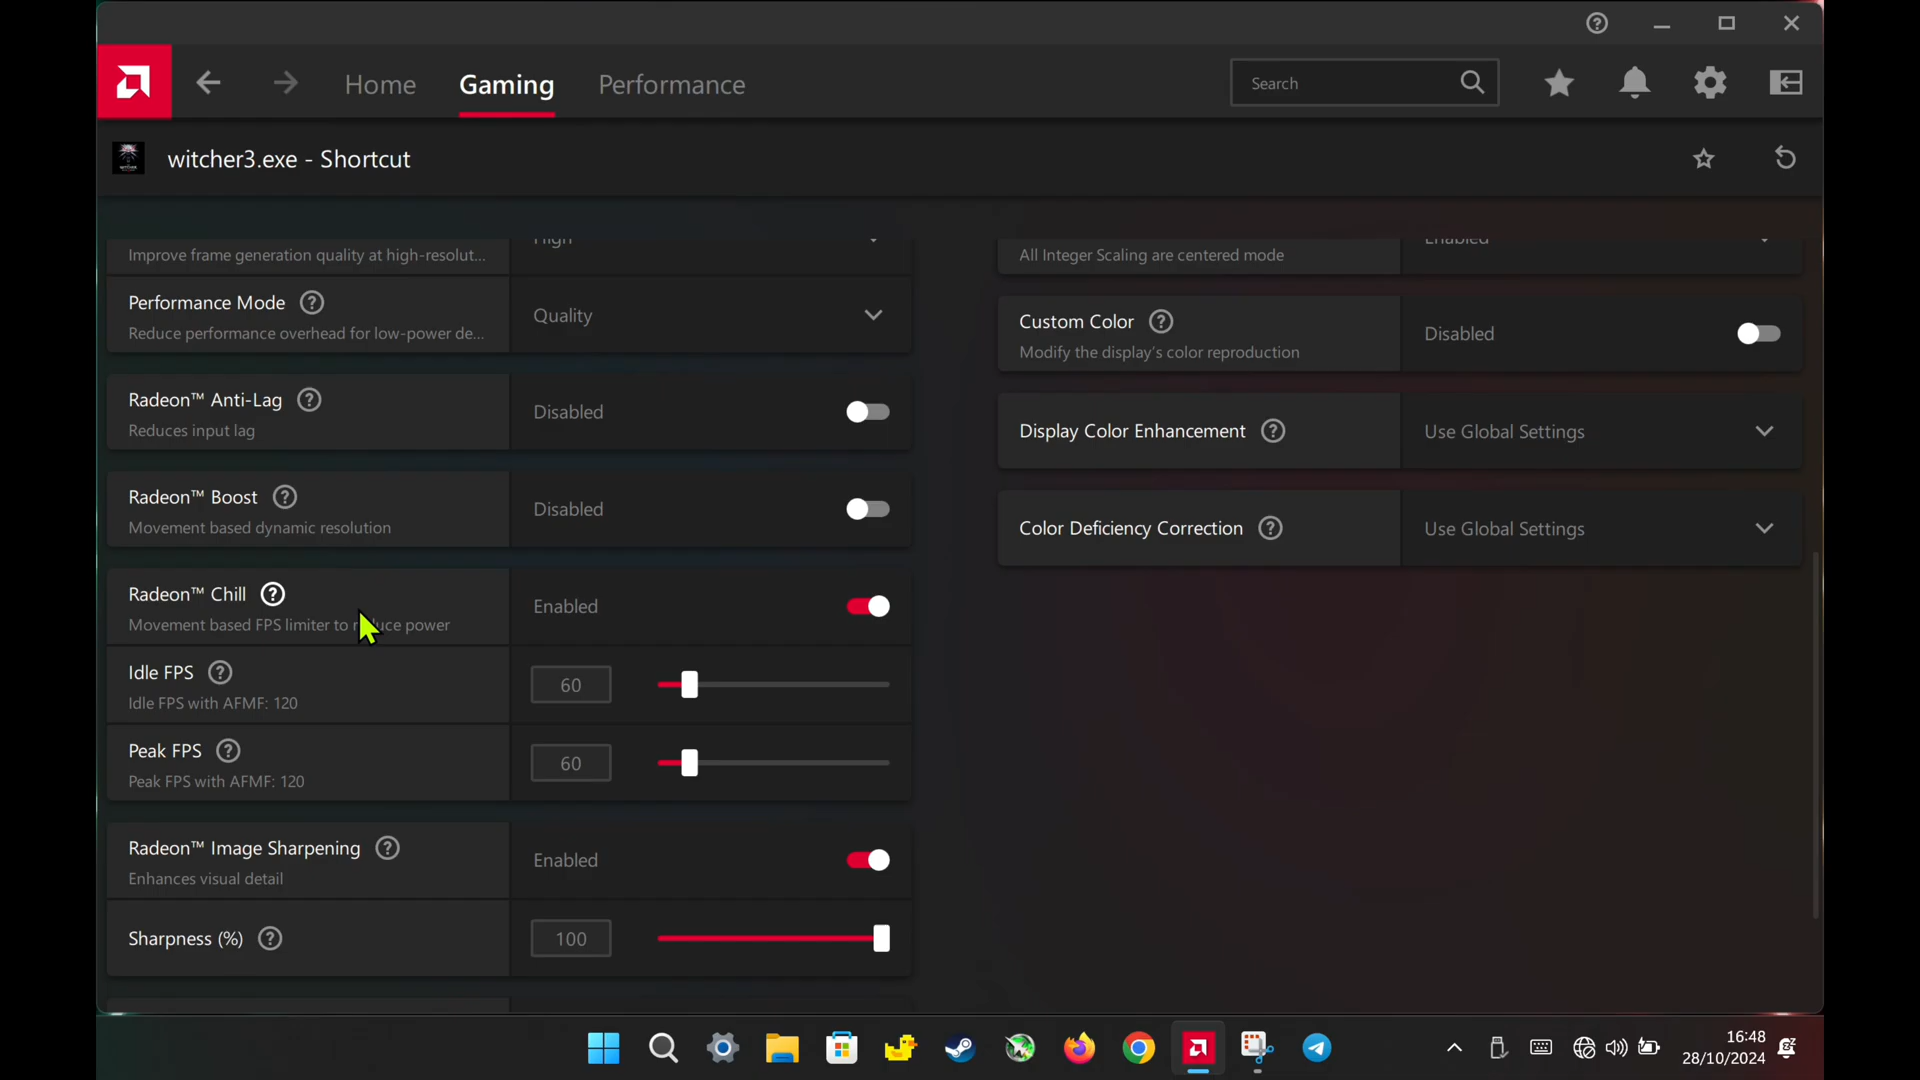 Home
Gaming
Performance
Search
witcher3.exe - Shortcut
High
Improve frame generation quality at high-resolut...
Performance Mode
Reduce performance overhead for low-power de...
Quality
Radeon™ Anti-Lag
Reduces input lag
Disabled
Radeon™ Boost
Movement based dynamic resolution
Disabled
Radeon™ Chill
Movement based FPS limiter to reduce power
Enabled
Idle FPS
Idle FPS with AFMF: 120
60
Peak FPS
Peak FPS with AFMF: 120
60
Radeon™ Image Sharpening
Enhances visual detail
Enabled
Sharpness (%)
100
All Integer Scaling are centered mode
Enabled
Custom Color
Modify the display's color reproduction
Disabled
Display Color Enhancement
Use Global Settings
Color Deficiency Correction
Use Global Settings
16:48
28/10/2024